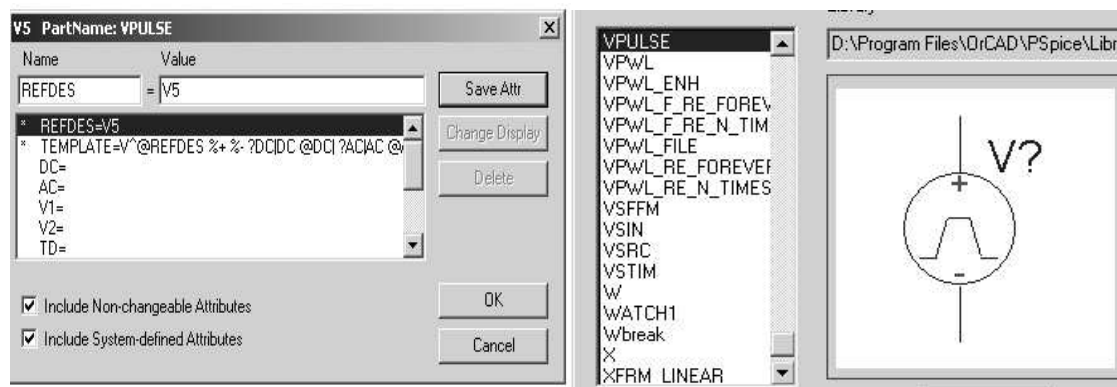 V5 PartName: VPULSE
Name Value
REFDES = V5
Save Attr
* REFDES=V5
* TEMPLATE=V^@REFDES %+ %- ?DC|DC @DC| ?AC|AC
DC=
AC=
V1=
V2=
TD=
Change Display
Delete
Include Non-changeable Attributes
Include System-defined Attributes
OK
Cancel
VPULSE
VPWL
VPWL_ENH
VPWL_F_RE_FOREV
VPWL_F_RE_N_TIM
VPWL_FILE
VPWL_RE_FOREVER
VPWL_RE_N_TIMES
VSFFM
VSIN
VSRC
VSTIM
W
WATCH1
Wbreak
X
XFRM_LINEAR
Library
D:\Program Files\OrCAD\PSpice\Libr
V?
+
-